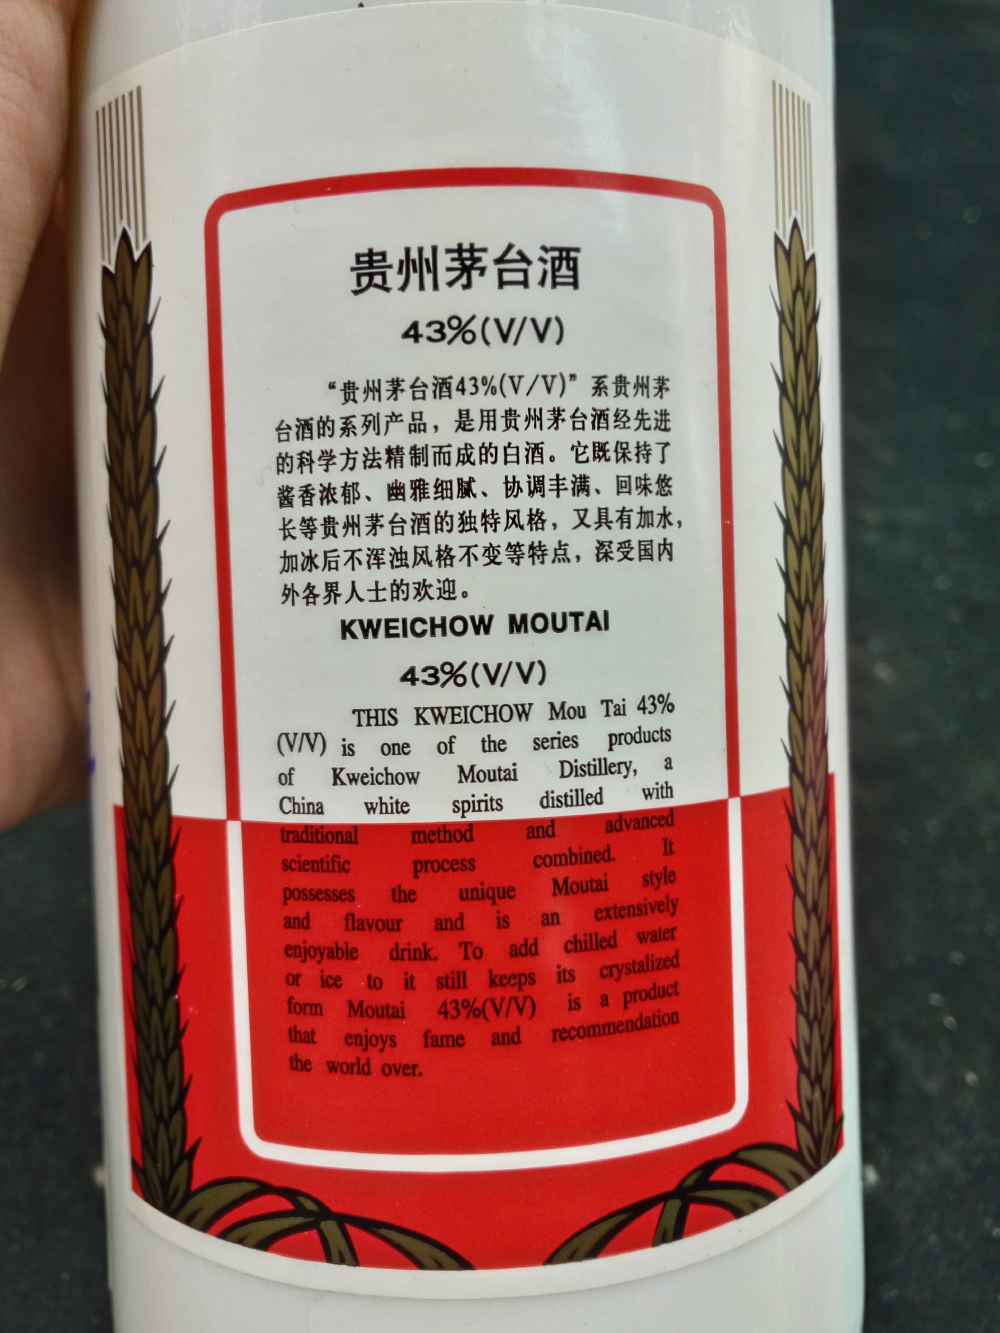 贵州茅台酒
43%(V/V)
“贵州茅台酒43%(V/V)”系贵州茅
台酒的系列产品，是用贵州茅台酒经先进
的科学方法精制而成的白酒。它既保持了
酱香浓郁、幽雅细腻、协调丰满、回味悠
长等贵州茅台酒的独特风格，又具有加水，
加冰后不浑浊风格不变等特点，深受国内
外各界人士的欢迎。
KWEICHOW MOUTAI
43%(V/V)
THIS KWEICHOW Mou Tai 43%
(V/V) is one of the series products
of Kweichow Moutai Distillery, a
China white spirits distilled with
traditional method and advanced
scientific process combined. It
possesses the unique Moutai style
and flavour and is an extensively
enjoyable drink. To add chilled water
or ice to it still keeps its crystalized
form Moutai 43%(V/V) is a product
that enjoys fame and recommendation
the world over.